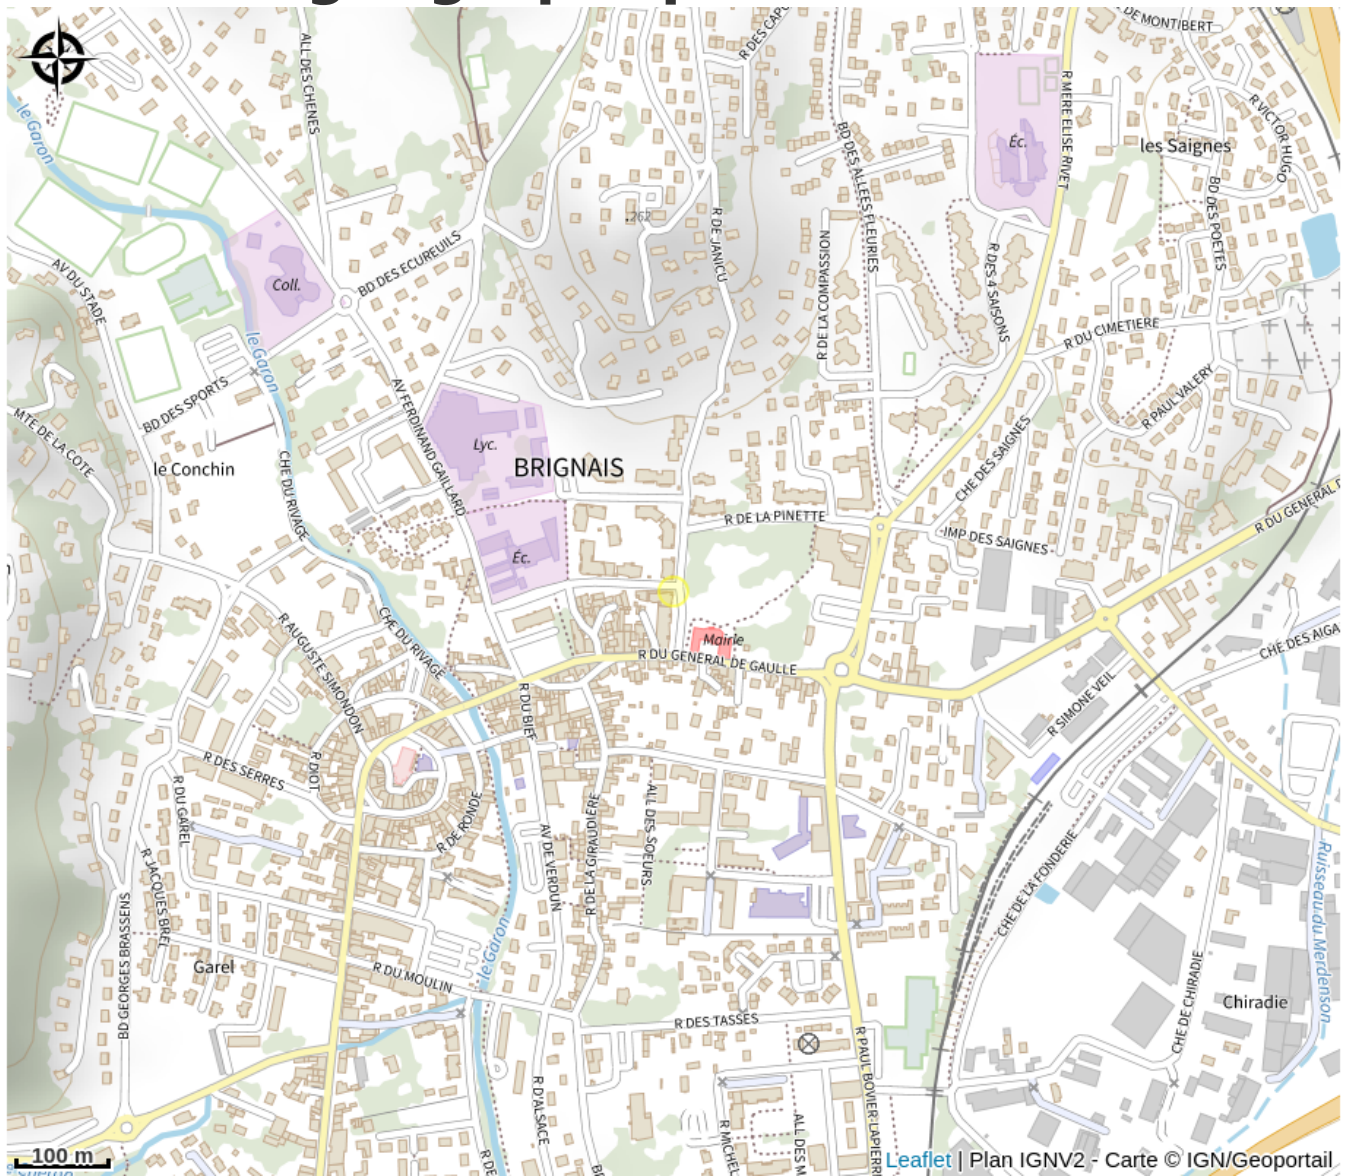 R DES CAPU
DE MONTIBERT
ALL DES CHENES
R MERE ELISE RIVET
R VICTOR HUGO
le Garon
BD DES ALLEES FLEURIES
Éc.
les Saignes
BD DES POETES
.262
R DE JANICU
BD DES ECUREUILS
R DE LA COMPASSION
R DES 4 SAISONS
AV DU STADE
Coll.
R DU CIMETIERE
le Garon
BD DES SPORTS
AV FERDINAND GAILLARD
R PAUL VALERY
MTE DE LA COTE
Lyc.
BRIGNAIS
CHE DES SAIGNES
le Conchin
CHE DU RIVAGE
R DU GENERAL D
R DE LA PINETTE
IMP DES SAIGNES
Éc.
CHE DU RIVAGE
R AUGUSTE SIMONDON
Mairie
R DU GENERAL DE GAULLE
CHE DES AIGA
R SIMONE VEIL
R DU BIEF
R DES SERRES
R DIOT
R DU GAREL
R DE RONDE
AV DE VERDUN
R DE LA GIRAUDIERE
ALL DES SOEURS
R JACQUES BREL
CHE DE LA FONDERIE
Ruisseau du Merdenson
BD GEORGES BRASSENS
le Garon
Garel
R DU MOULIN
CHE DE CHIRADIE
Chiradie
R DES TASSES
R PAUL BOVIER LAPIERRE
R D'ALSACE
R DE
R MICHEL
ALL DES M
100 m
Leaflet | Plan IGNV2 - Carte © IGN/Geoportail